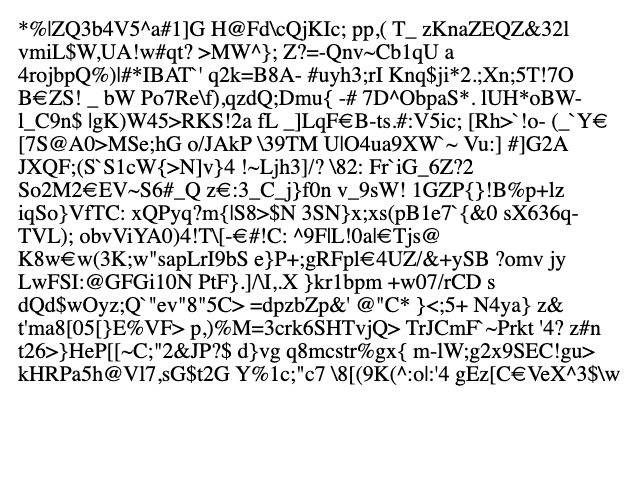 *%|ZQ3b4V5^a#1]G H@Fd\cQjKIc; pp,( T_ zKnaZEQZ&32l
vmiL$W,UA!w#qt? >MW^}; Z?=-Qnv~Cb1qU a
4rojbpQ%)l#*IBAT`' q2k=B8A- #uyh3;rI Knq$ji*2.;Xn;5T!7O
B€ZS! _ bW Po7Re\f),qzdQ;Dmu{ -# 7D^ObpaS*. lUH*oBW-
l_C9n$ |gK)W45>RKS!2a fL _]LqF€B-ts.#:V5ic; [Rh>`!o- (_`Y€
[7S@A0>MSe;hG o/JAkP \39TM U|O4ua9XW`~ Vu:] #]G2A
JXQF;(S`S1cW{>N]v}4 !~Ljh3]/? \82: Fr`iG_6Z?2
So2M2€EV~S6#_Q z€:3_C_j}f0n v_9sW! 1GZP{}!B%p+lz
iqSo}VfTC: xQPyq?m{|S8>$N 3SN}x;xs(pB1e7`{&0 sX636q-
TVL); obvViYA0)4!T\[-€#!C: ^9F|L!0a|€Tjs@
K8w€w(3K;w"sapLrI9bS e}P+;gRFpl€4UZ/&+ySB ?omv jy
LwFSI:@GFGi10N PtF}.]/\I,.X }kr1bpm +w07/rCD s
dQd$wOyz;Q`"ev"8"5C> =dpzbZp&' @"C* }<;5+ N4ya} z&
t'ma8[05[}E%VF> p,)%M=3crk6SHTvjQ> TrJCmF`~Prkt '4? z#n
t26>}HeP[[~C;"2&JP?$ d}vg q8mcstr%gx{ m-lW;g2x9SEC!gu>
kHRPa5h@Vl7,sG$t2G Y%1c;"c7 \8[(9K(^:o|:'4 gEz[C€VeX^3$\w